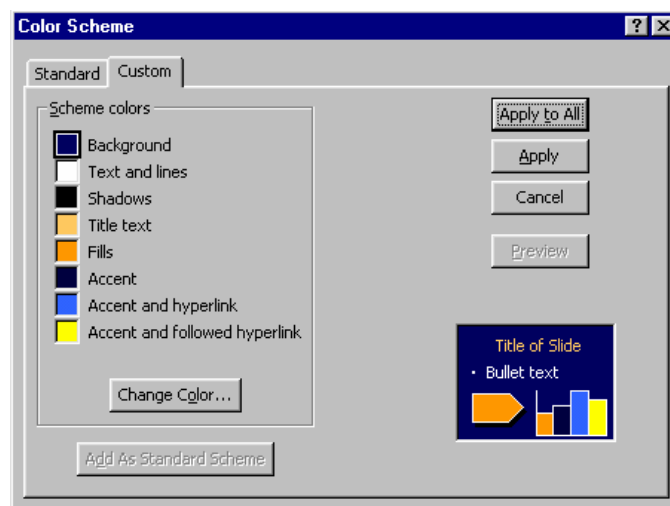 Color Scheme
Standard
Custom
Scheme colors
Background
Text and lines
Shadows
Title text
Fills
Accent
Accent and hyperlink
Accent and followed hyperlink
Change Color...
Add As Standard Scheme
Apply to All
Apply
Cancel
Preview
Title of Slide
• Bullet text